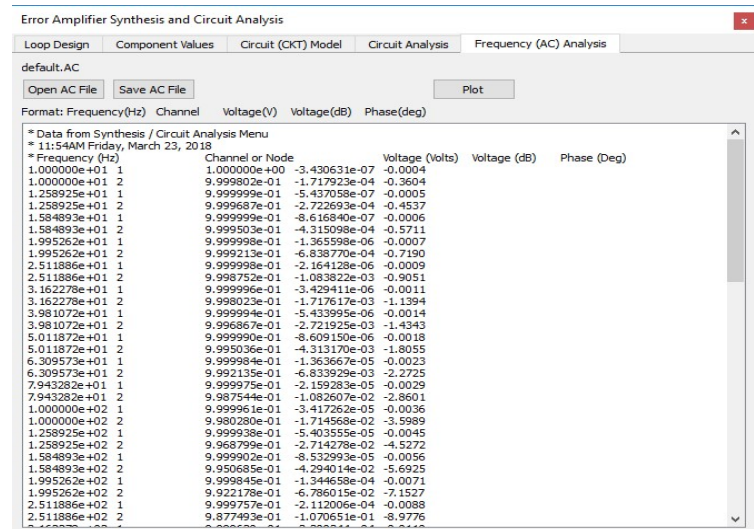 Error Amplifier Synthesis and Circuit Analysis
x
Loop Design Component Values Circuit (CKT) Model Circuit Analysis Frequency (AC) Analysis
default.AC
Open AC File Save AC File Plot
Format: Frequency(Hz) Channel Voltage(V) Voltage(dB) Phase(deg)
* Data from Synthesis / Circuit Analysis Menu
* 11:54AM Friday, March 23, 2018
* Frequency (Hz) Channel or Node Voltage (Volts) Voltage (dB) Phase (Deg)
1.000000e+01 1 1.000000e+00 -3.430631e-07 -0.0004
1.000000e+01 2 9.999802e-01 -1.717923e-04 -0.3604
1.258925e+01 1 9.999999e-01 -5.437058e-07 -0.0005
1.258925e+01 2 9.999687e-01 -2.722693e-04 -0.4537
1.584893e+01 1 9.999999e-01 -8.616840e-07 -0.0006
1.584893e+01 2 9.999503e-01 -4.315098e-04 -0.5711
1.995262e+01 1 9.999998e-01 -1.365598e-06 -0.0007
1.995262e+01 2 9.999213e-01 -6.838770e-04 -0.7190
2.511886e+01 1 9.999998e-01 -2.164128e-06 -0.0009
2.511886e+01 2 9.998752e-01 -1.083822e-03 -0.9051
3.162278e+01 1 9.999996e-01 -3.429411e-06 -0.0011
3.162278e+01 2 9.998023e-01 -1.717617e-03 -1.1394
3.981072e+01 1 9.999994e-01 -5.433995e-06 -0.0014
3.981072e+01 2 9.996867e-01 -2.721925e-03 -1.4343
5.011872e+01 1 9.999990e-01 -8.609150e-06 -0.0018
5.011872e+01 2 9.995036e-01 -4.313170e-03 -1.8055
6.309573e+01 1 9.999984e-01 -1.363667e-05 -0.0023
6.309573e+01 2 9.992135e-01 -6.833929e-03 -2.2725
7.943282e+01 1 9.999975e-01 -2.159283e-05 -0.0029
7.943282e+01 2 9.987544e-01 -1.082607e-02 -2.8601
1.000000e+02 1 9.999961e-01 -3.417262e-05 -0.0036
1.000000e+02 2 9.980280e-01 -1.714568e-02 -3.5989
1.258925e+02 1 9.999938e-01 -5.403555e-05 -0.0045
1.258925e+02 2 9.968799e-01 -2.714278e-02 -4.5272
1.584893e+02 1 9.999902e-01 -8.532993e-05 -0.0056
1.584893e+02 2 9.950685e-01 -4.294014e-02 -5.6925
1.995262e+02 1 9.999845e-01 -1.344658e-04 -0.0071
1.995262e+02 2 9.922178e-01 -6.786015e-02 -7.1527
2.511886e+02 1 9.999757e-01 -2.112006e-04 -0.0088
2.511886e+02 2 9.877493e-01 -1.070651e-01 -8.9776